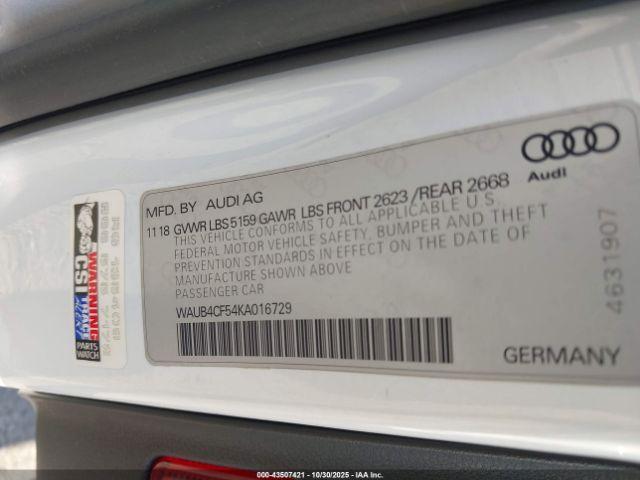 Audi
MFD. BY AUDI AG
11 18 GVWR LBS 5159 GAWR LBS FRONT 2623 /REAR 2668
THIS VEHICLE CONFORMS TO ALL APPLICABLE U.S.
FEDERAL MOTOR VEHICLE SAFETY, BUMPER, AND THEFT
PREVENTION STANDARDS IN EFFECT ON THE DATE OF
MANUFACTURE SHOWN ABOVE
PASSENGER CAR
WAUB4CF54KA016729
GERMANY
4631907
WARNING
CSI
PARTS WATCH
00-43507421 - 10/30/2025 - IAA Inc.